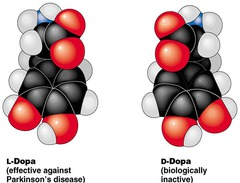 L-Dopa
(effective against
Parkinson's disease)
D-Dopa
(biologically
inactive)